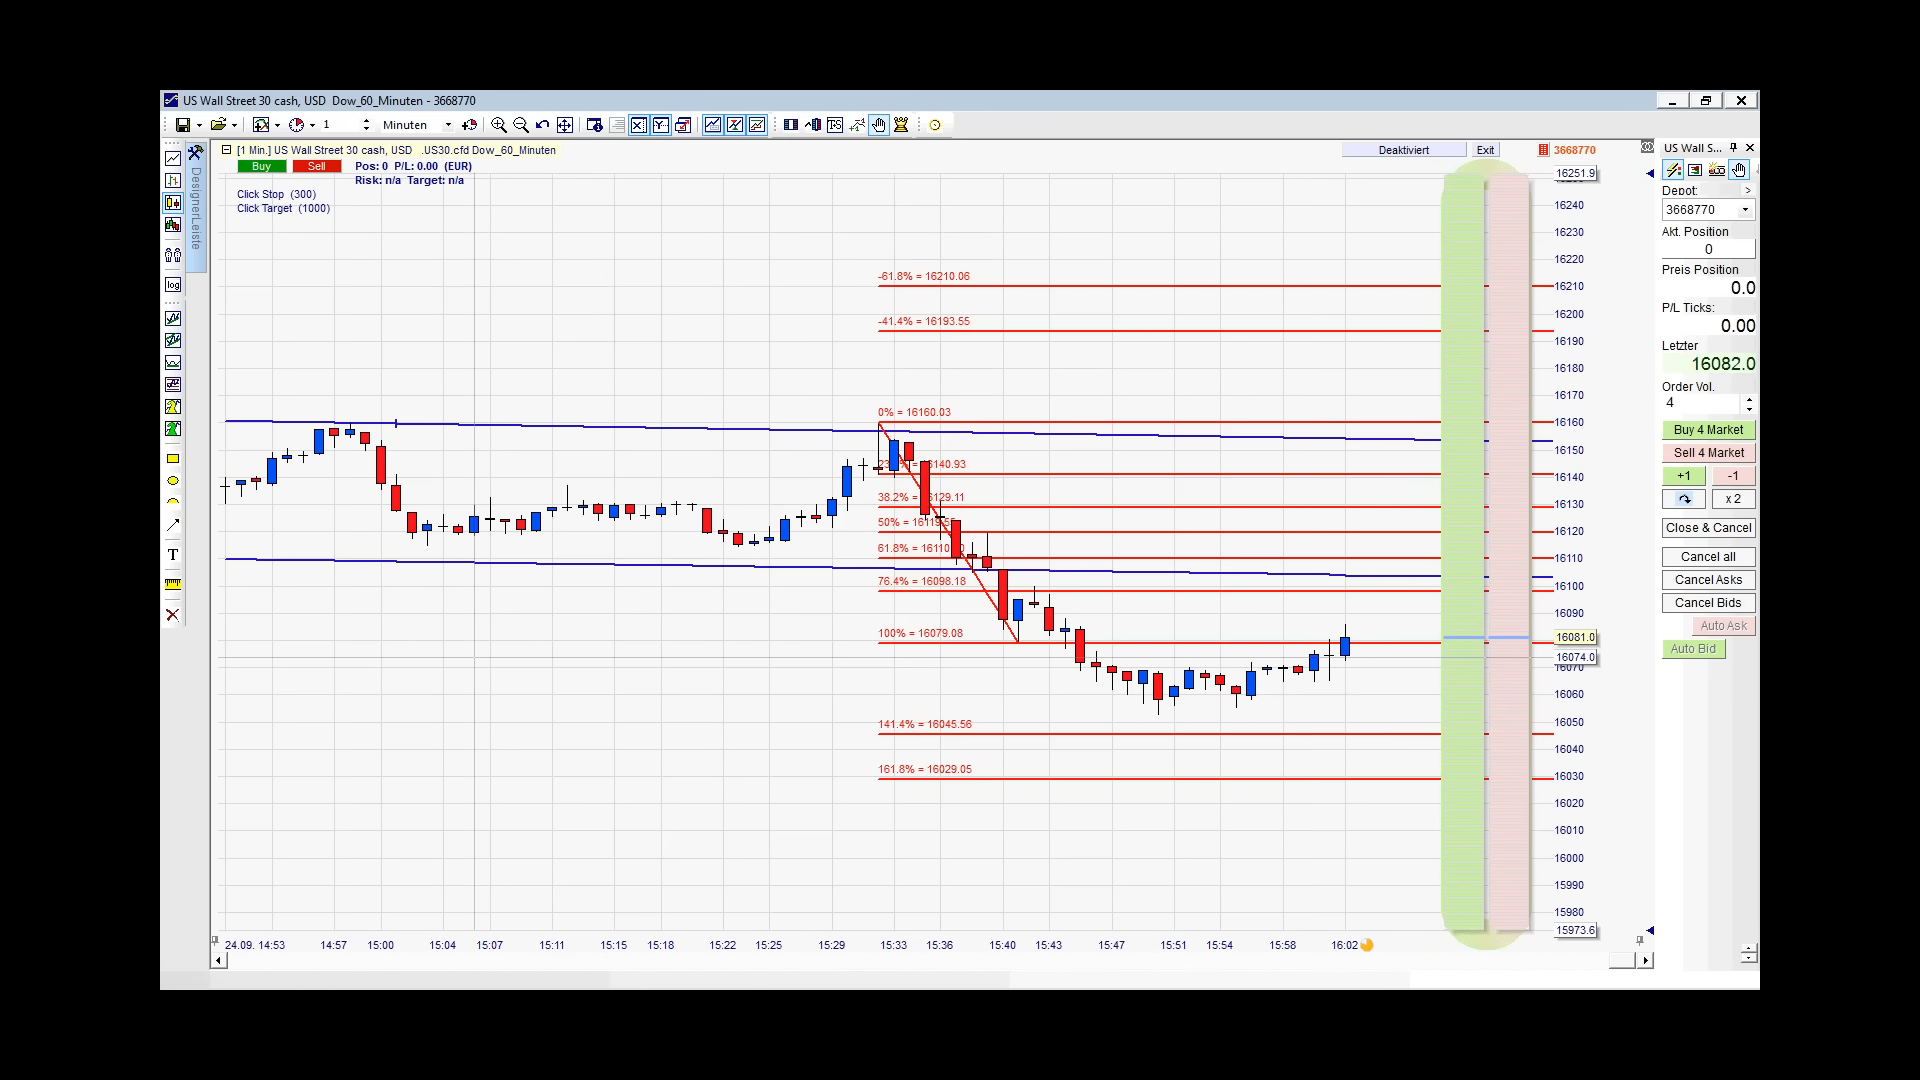 US Wall Street 30 cash, USD Dow_60_Minuten - 3668770
1 Minuten
[1 Min.] US Wall Street 30 cash, USD .US30.cfd Dow_60_Minuten
Deaktiviert Exit 3668770
Buy Sell Pos: 0 P/L: 0.00 (EUR)
Risk: n/a Target: n/a
Click Stop (300)
Click Target (1000)
DesignerLeiste
log
T
-61.8% = 16210.06
-41.4% = 16193.55
0% = 16160.03
16140.93
38.2% = 16129.11
50% = 16119.
61.8% = 16110.
76.4% = 16098.18
100% = 16079.08
141.4% = 16045.56
161.8% = 16029.05
16251.9
16240
16230
16220
16210
16200
16190
16180
16170
16160
16150
16140
16130
16120
16110
16100
16090
16081.0
16074.0
16070
16060
16050
16040
16030
16020
16010
16000
15990
15980
15973.6
24.09. 14:53 14:57 15:00 15:04 15:07 15:11 15:15 15:18 15:22 15:25 15:29 15:33 15:36 15:40 15:43 15:47 15:51 15:54 15:58 16:02
US Wall S...
Depot: >
3668770
Akt. Position
0
Preis Position
0.0
P/L Ticks:
0.00
Letzter
16082.0
Order Vol.
4
Buy 4 Market
Sell 4 Market
+1 -1
x 2
Close & Cancel
Cancel all
Cancel Asks
Cancel Bids
Auto Ask
Auto Bid